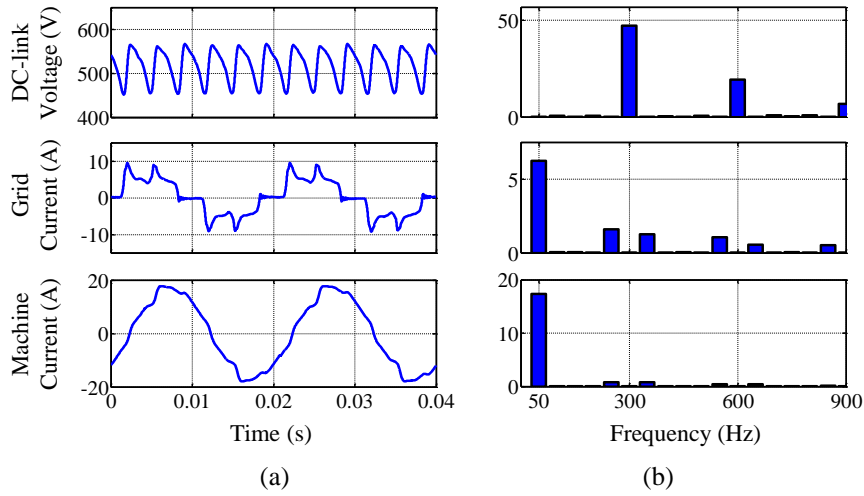 DC-link
Voltage (V)
600
500
400
50
0
Grid
Current (A)
10
0
-10
5
0
Machine
Current (A)
20
0
-20
0
0.01
0.02
0.03
0.04
20
10
0
50
300
600
900
Time (s)
Frequency (Hz)
(a)
(b)